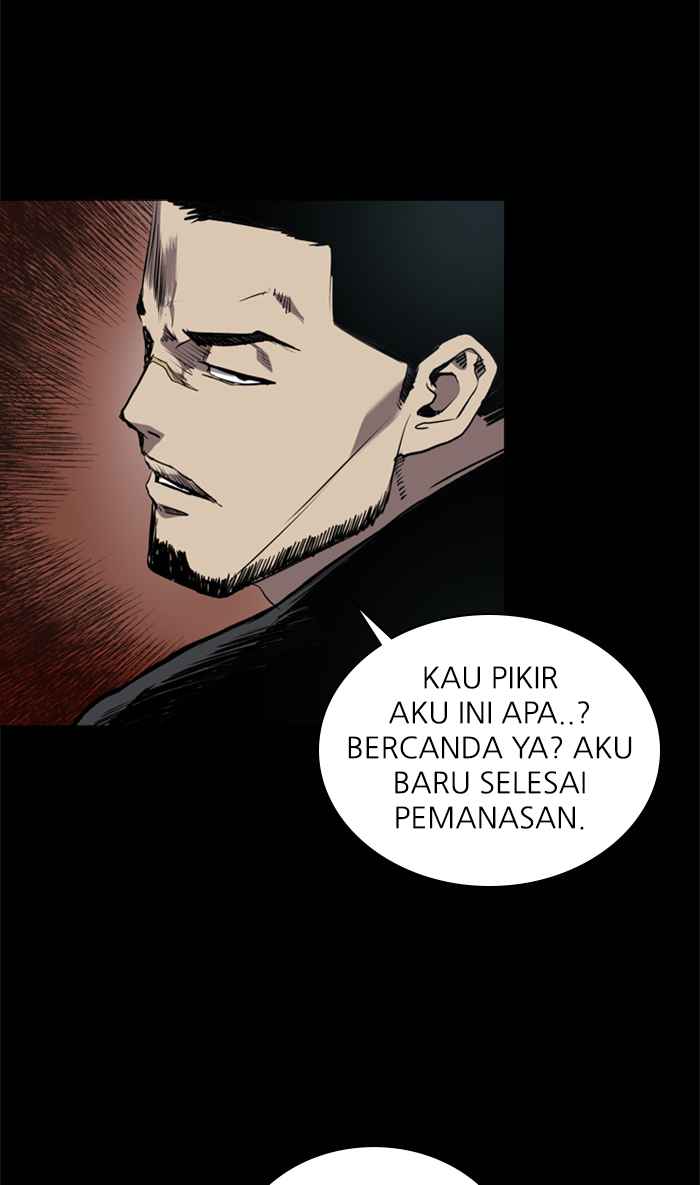 KAU PIKIR
AKU INI APA..?
BERCANDA YA? AKU
BARU SELESAI
PEMANASAN.